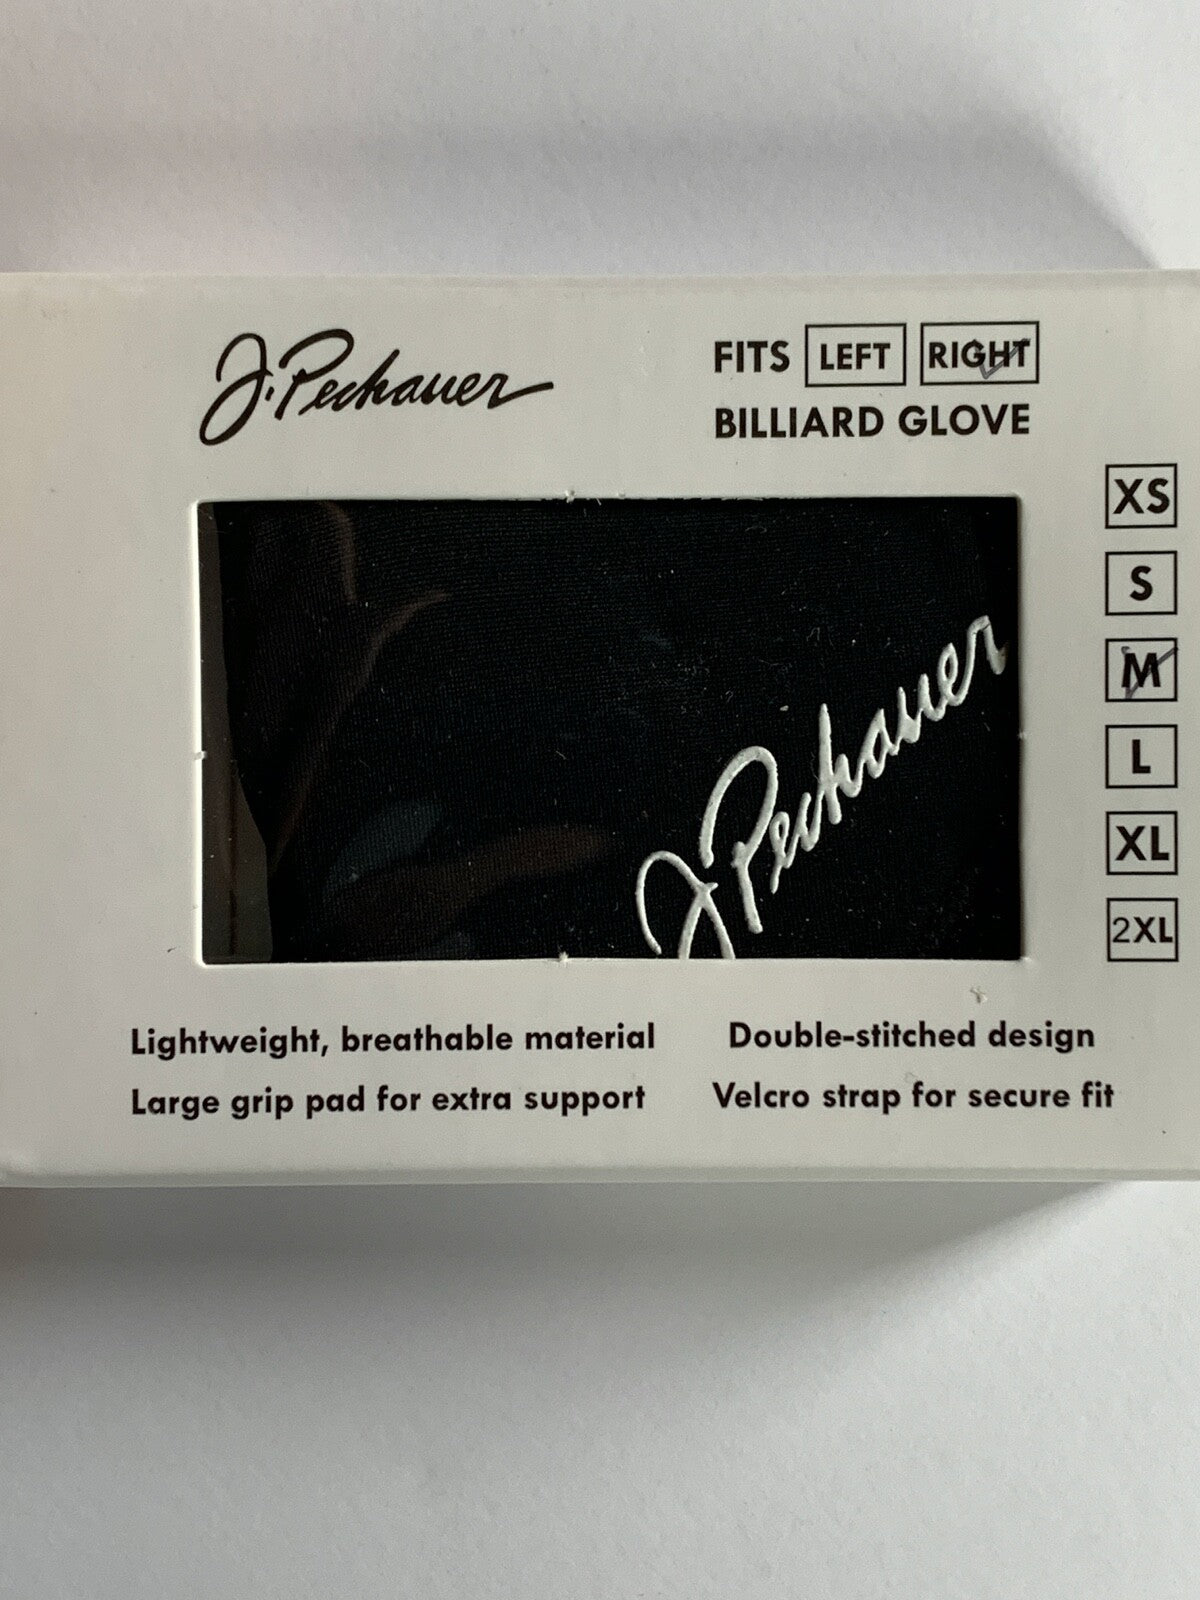 J. Pechauer
FITS LEFT RIGHT
BILLIARD GLOVE
XS
S
M
L
XL
2XL
J. Pechauer
Lightweight, breathable material
Large grip pad for extra support
Double-stitched design
Velcro strap for secure fit